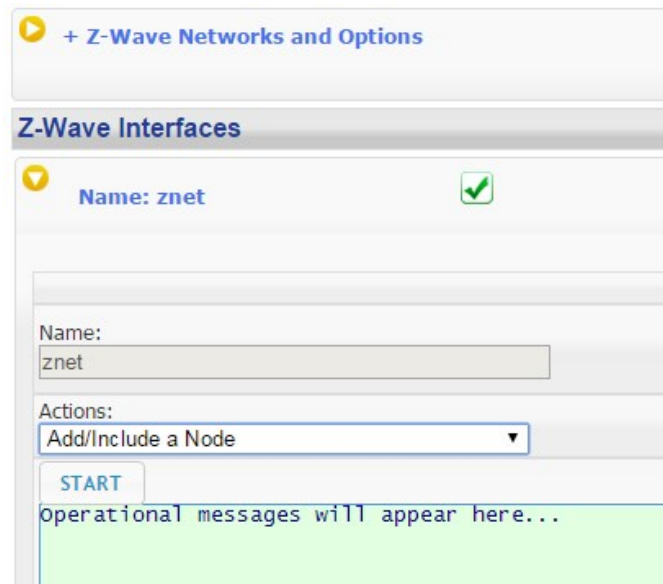 + Z-Wave Networks and Options
Z-Wave Interfaces
Name: znet
Name:
znet
Actions:
Add/Include a Node
START
Operational messages will appear here...